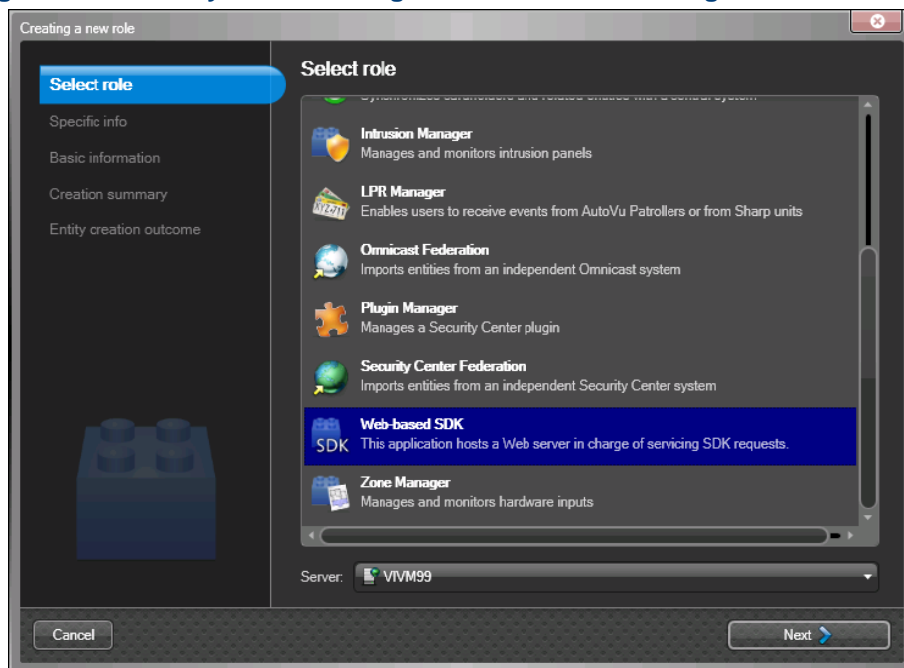 Creating a new role
Select role
Specific info
Basic information
Creation summary
Entity creation outcome
Select role
Intrusion Manager
Manages and monitors intrusion panels
LPR Manager
Enables users to receive events from AutoVu Patrollers or from Sharp units
Omnicast Federation
Imports entities from an independent Omnicast system
Plugin Manager
Manages a Security Center plugin
Security Center Federation
Imports entities from an independent Security Center system
SDK
Web-based SDK
This application hosts a Web server in charge of servicing SDK requests.
Zone Manager
Manages and monitors hardware inputs
Server: VIVM99
Cancel
Next